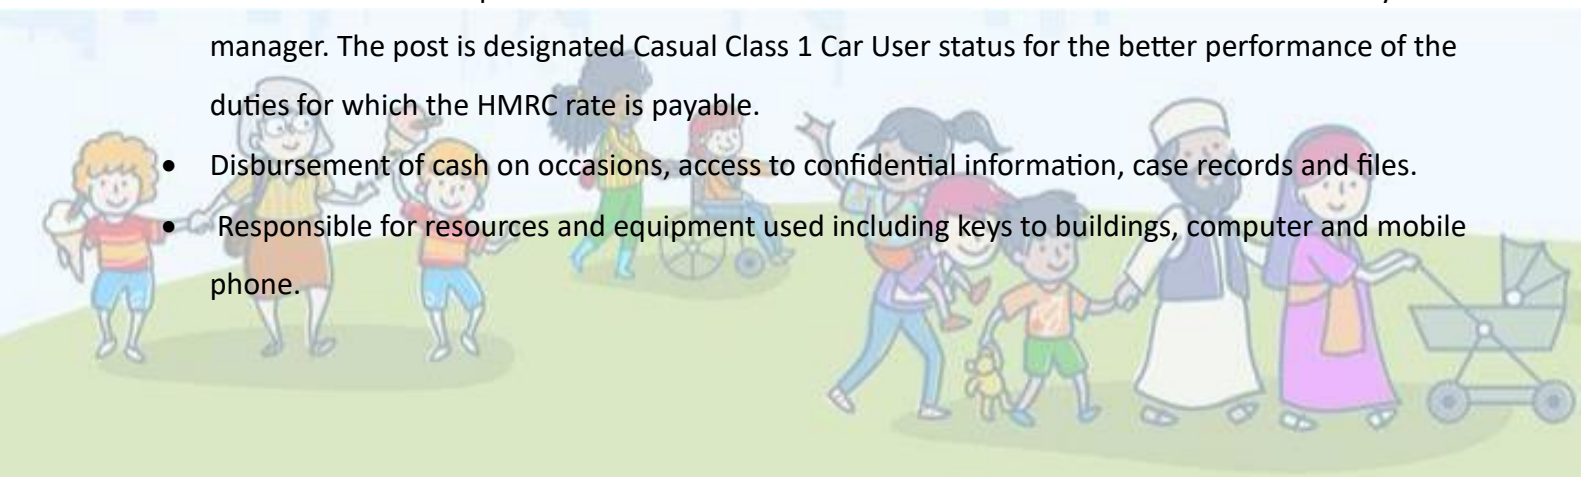 manager. The post is designated Casual Class 1 Car User status for the better performance of the
duties for which the HMRC rate is payable.
• Disbursement of cash on occasions, access to confidential information, case records and files.
• Responsible for resources and equipment used including keys to buildings, computer and mobile
phone.